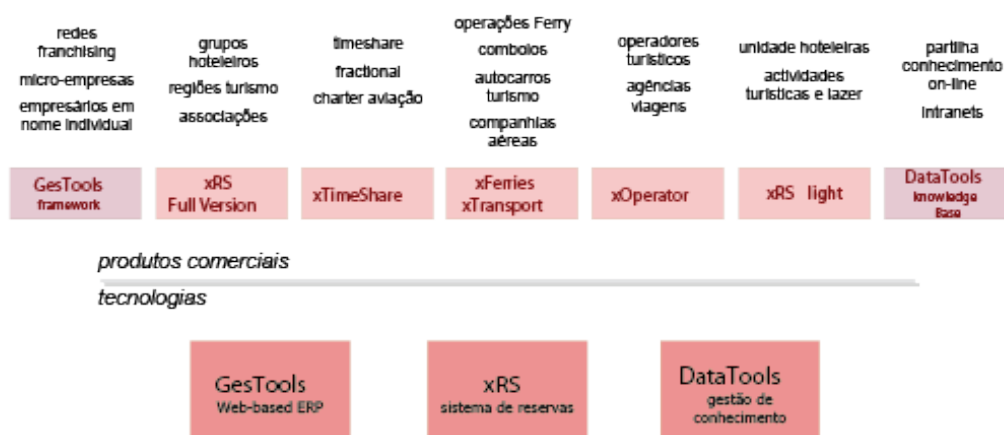 redes
franchising
micro-empresas
empresários em
nome individual
grupos
hoteleiros
regiões turismo
associações
timeshare
fractional
charter aviação
operações Ferry
comboios
autocarros
turismo
companhias
aéreas
operadores
turísticos
agências
viagens
unidade hoteleiras
actividades
turísticas e lazer
partilha
conhecimento
on-line
intranets
GesTools
framework
xRS
Full Version
xTimeShare
xFerries
xTransport
xOperator
xRS light
DataTools
knowledge
Base
produtos comerciais
tecnologias
GesTools
Web-based ERP
xRS
sistema de reservas
DataTools
gestão de
conhecimento